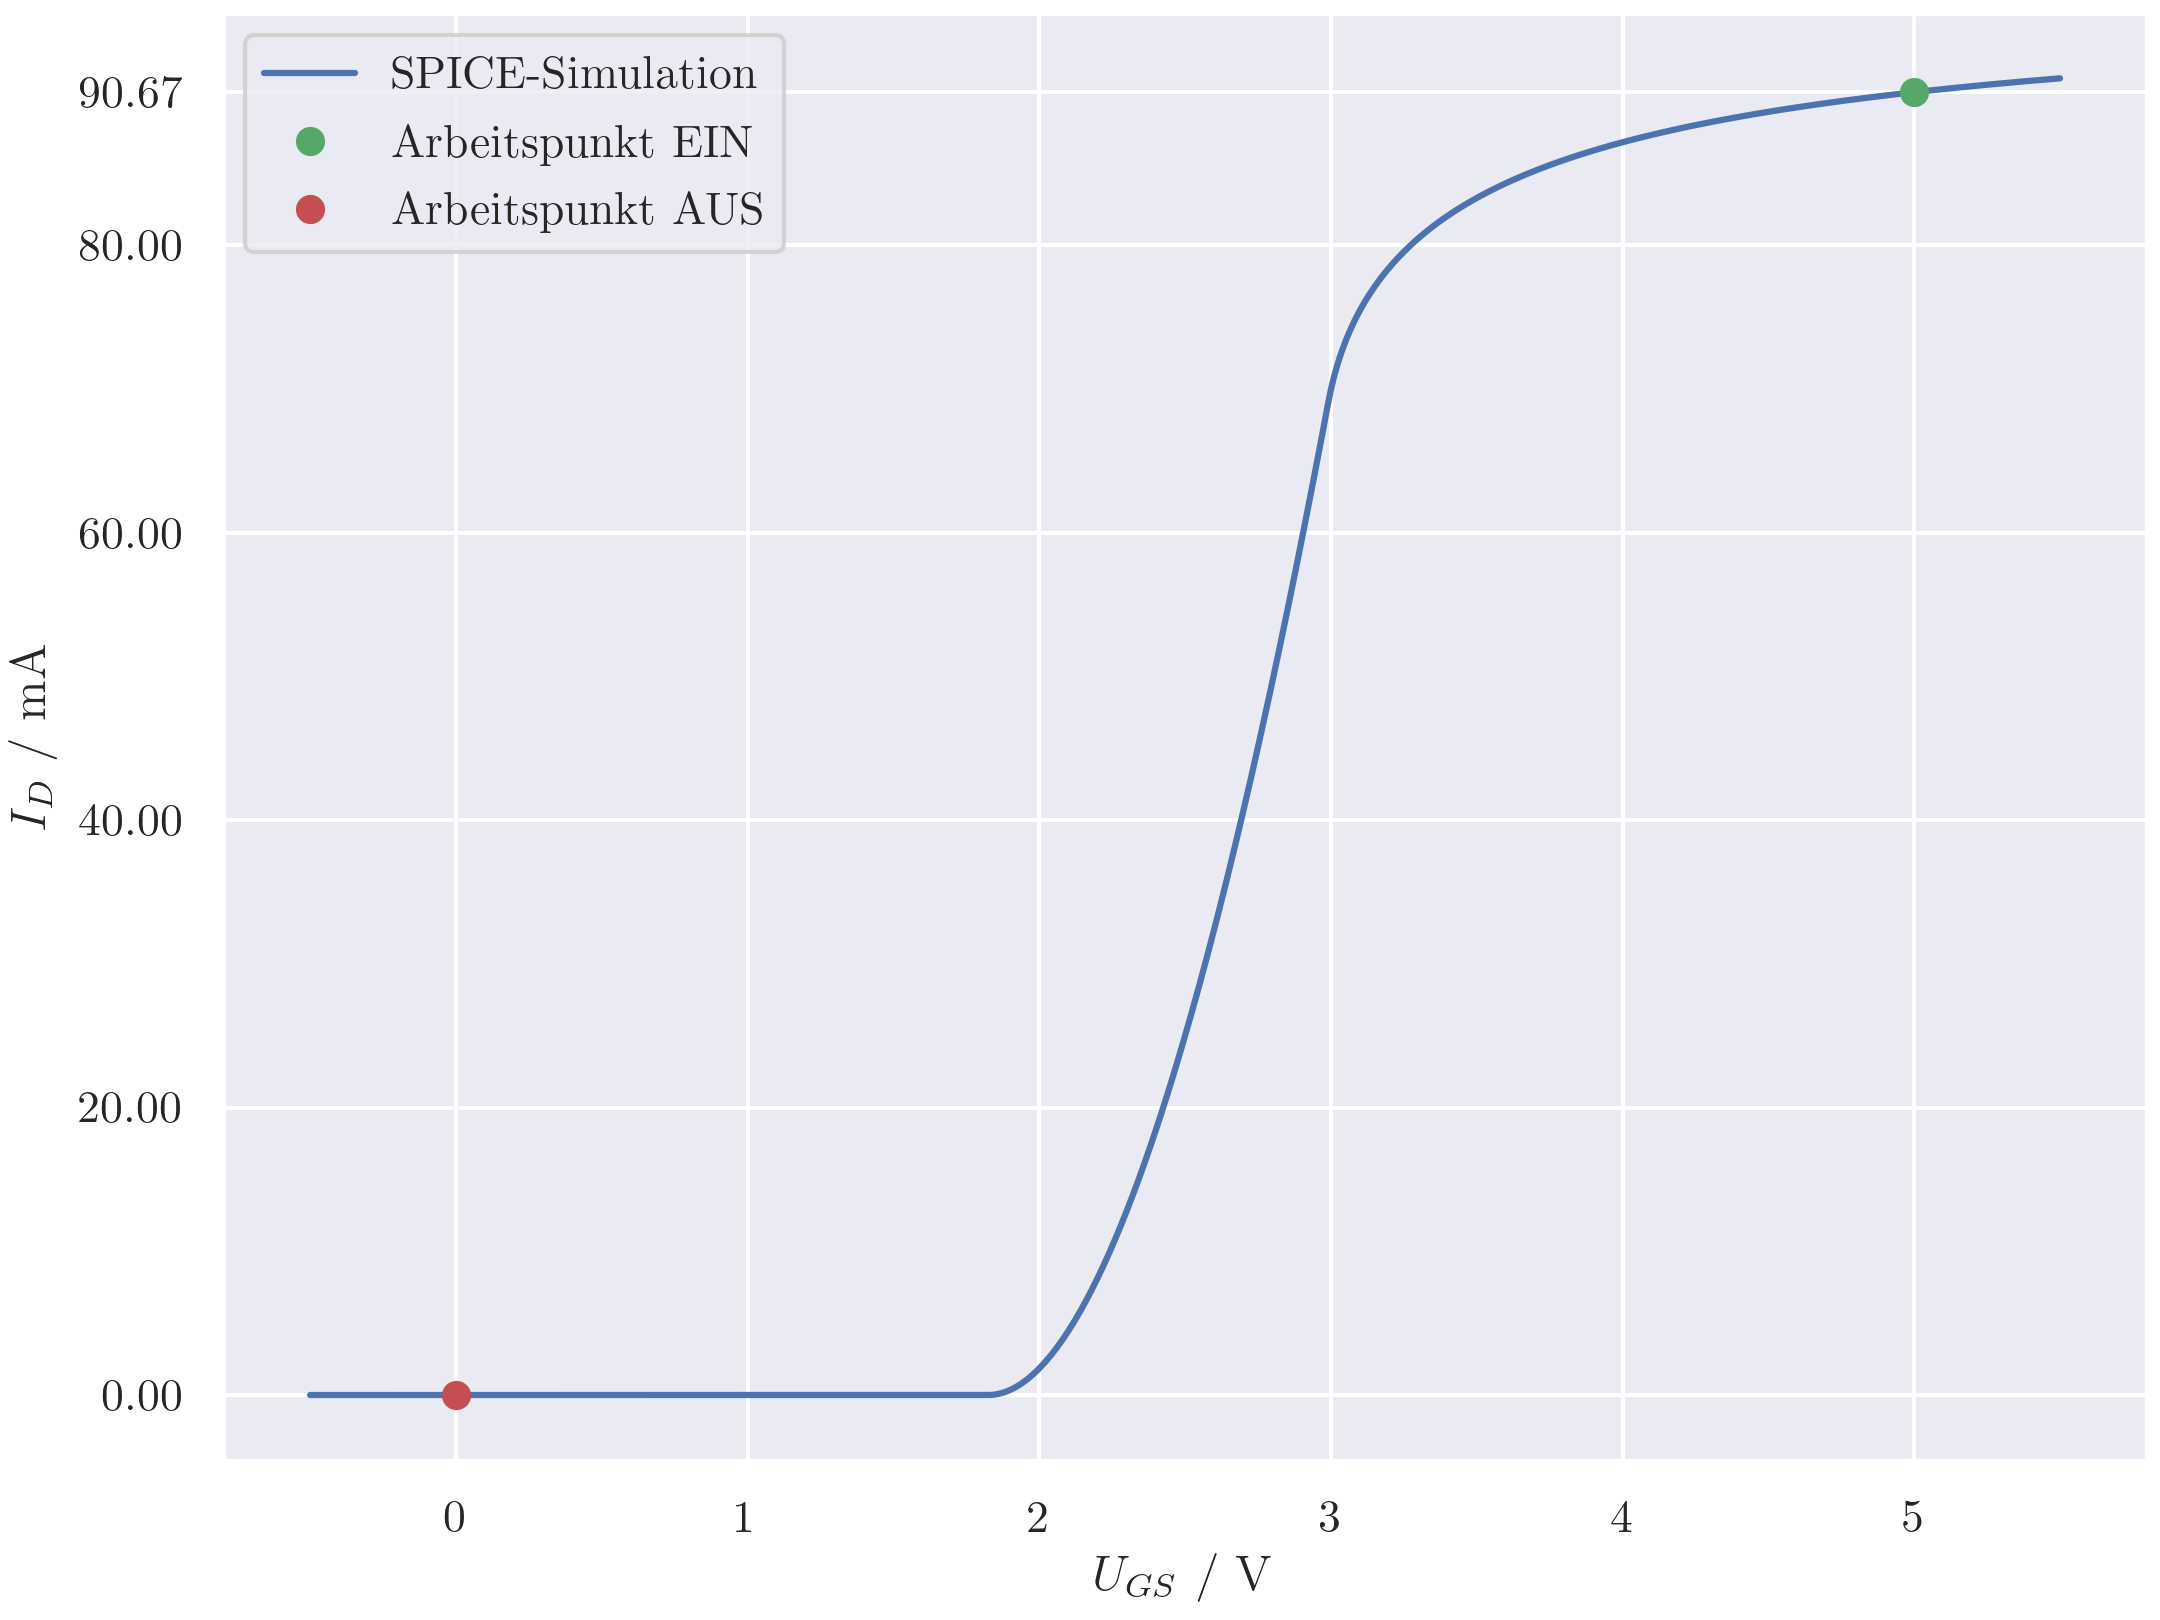 SPICE-Simulation
Arbeitspunkt EIN
Arbeitspunkt AUS
90.67
80.00
60.00
40.00
20.00
0.00
I_D / mA
0 1 2 3 4 5
U_GS / V